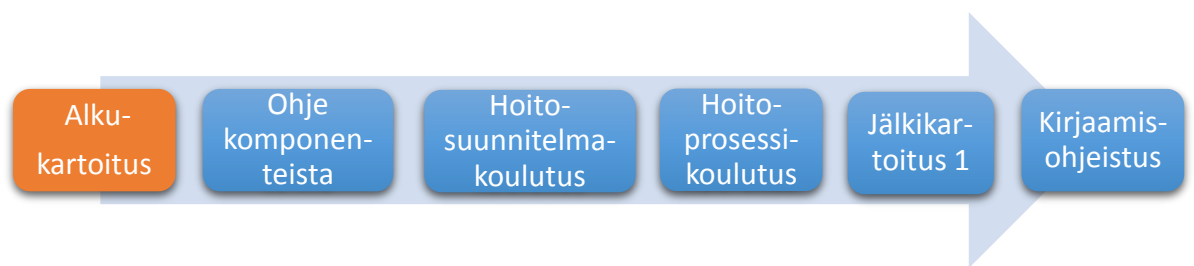 Alku-
kartoitus
Ohje
komponen-
teista
Hoito-
suunnitelma-
koulutus
Hoito-
prosessi-
koulutus
Jälkikar-
toitus 1
Kirjaamis-
ohjeistus